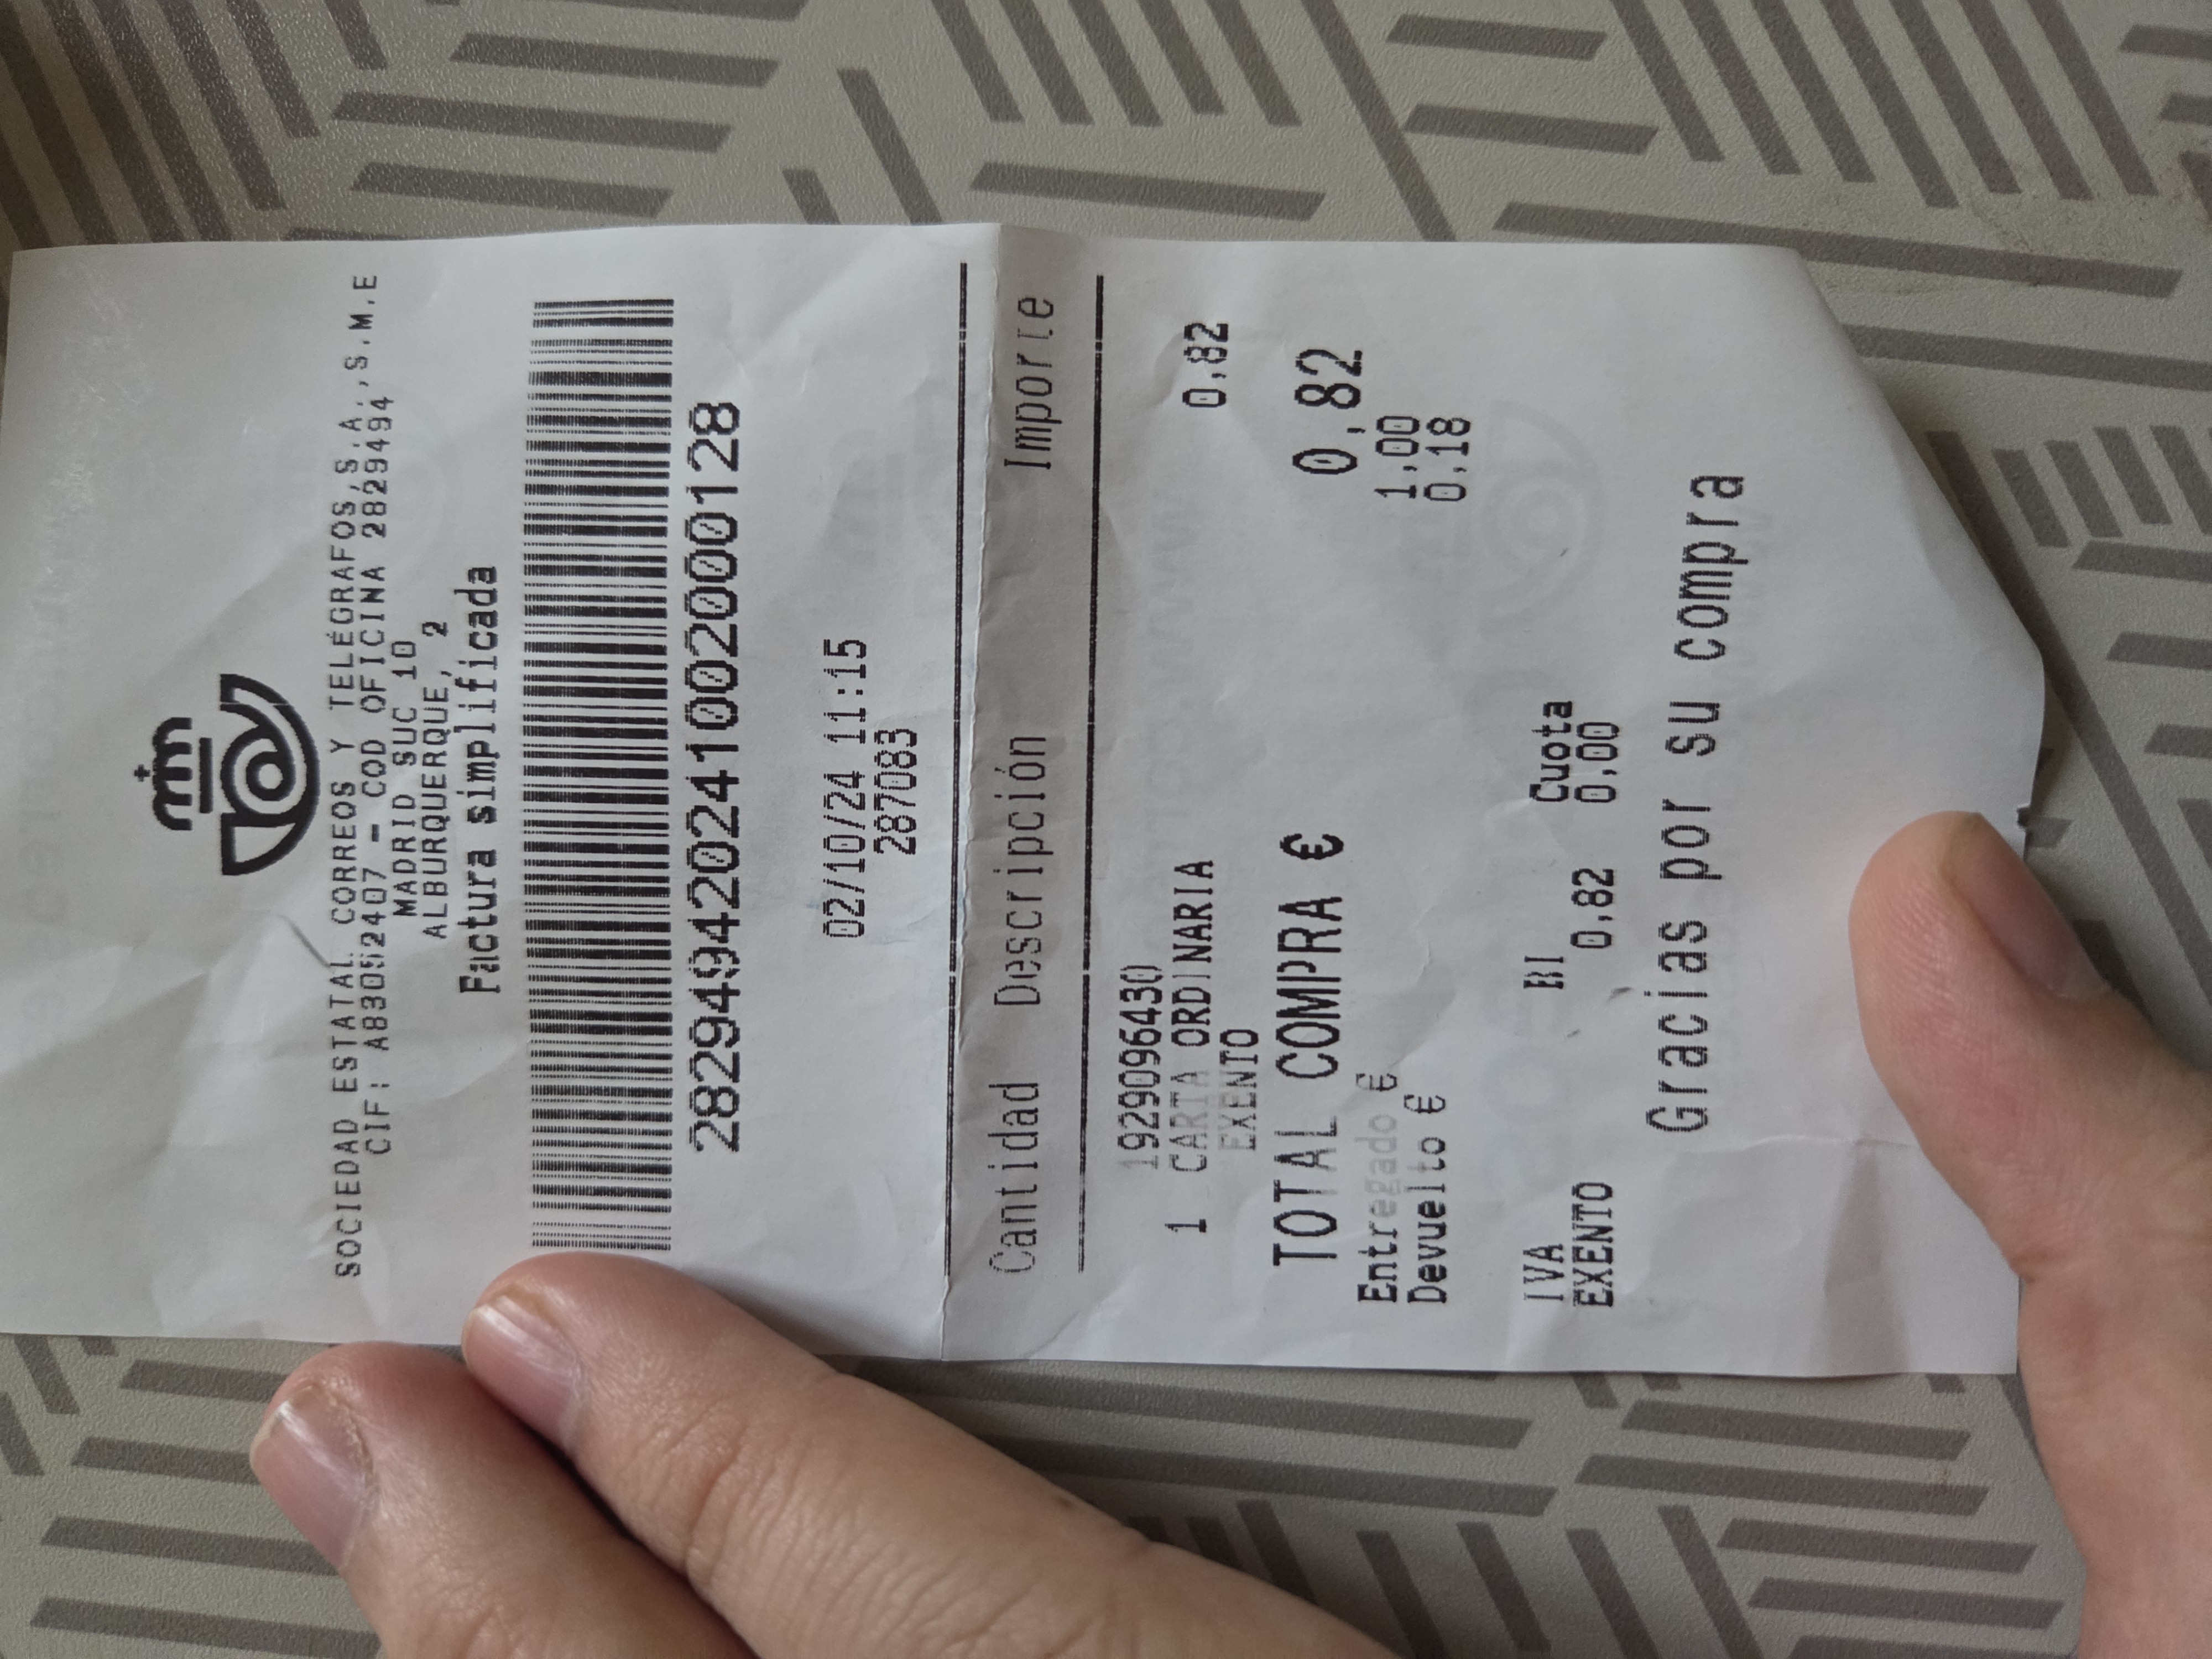 SOCIEDAD ESTATAL CORREOS Y TELÉGRAFOS,S.A.,S.M.E
CIF: A83052407 - COD OFICINA 2829494
MADRID SUC 10
ALBURQUERQUE, 2
Factura simplificada
282949420241002000128
02/10/24 11:15
287083
Cantidad Descripción Importe
1929096430
1 CARTA ORDINARIA 0,82
EXENTO
TOTAL COMPRA € 0,82
Entregado € 1,00
Devuelto € 0,18
IVA BI Cuota
EXENTO 0,82 0,00
Gracias por su compra